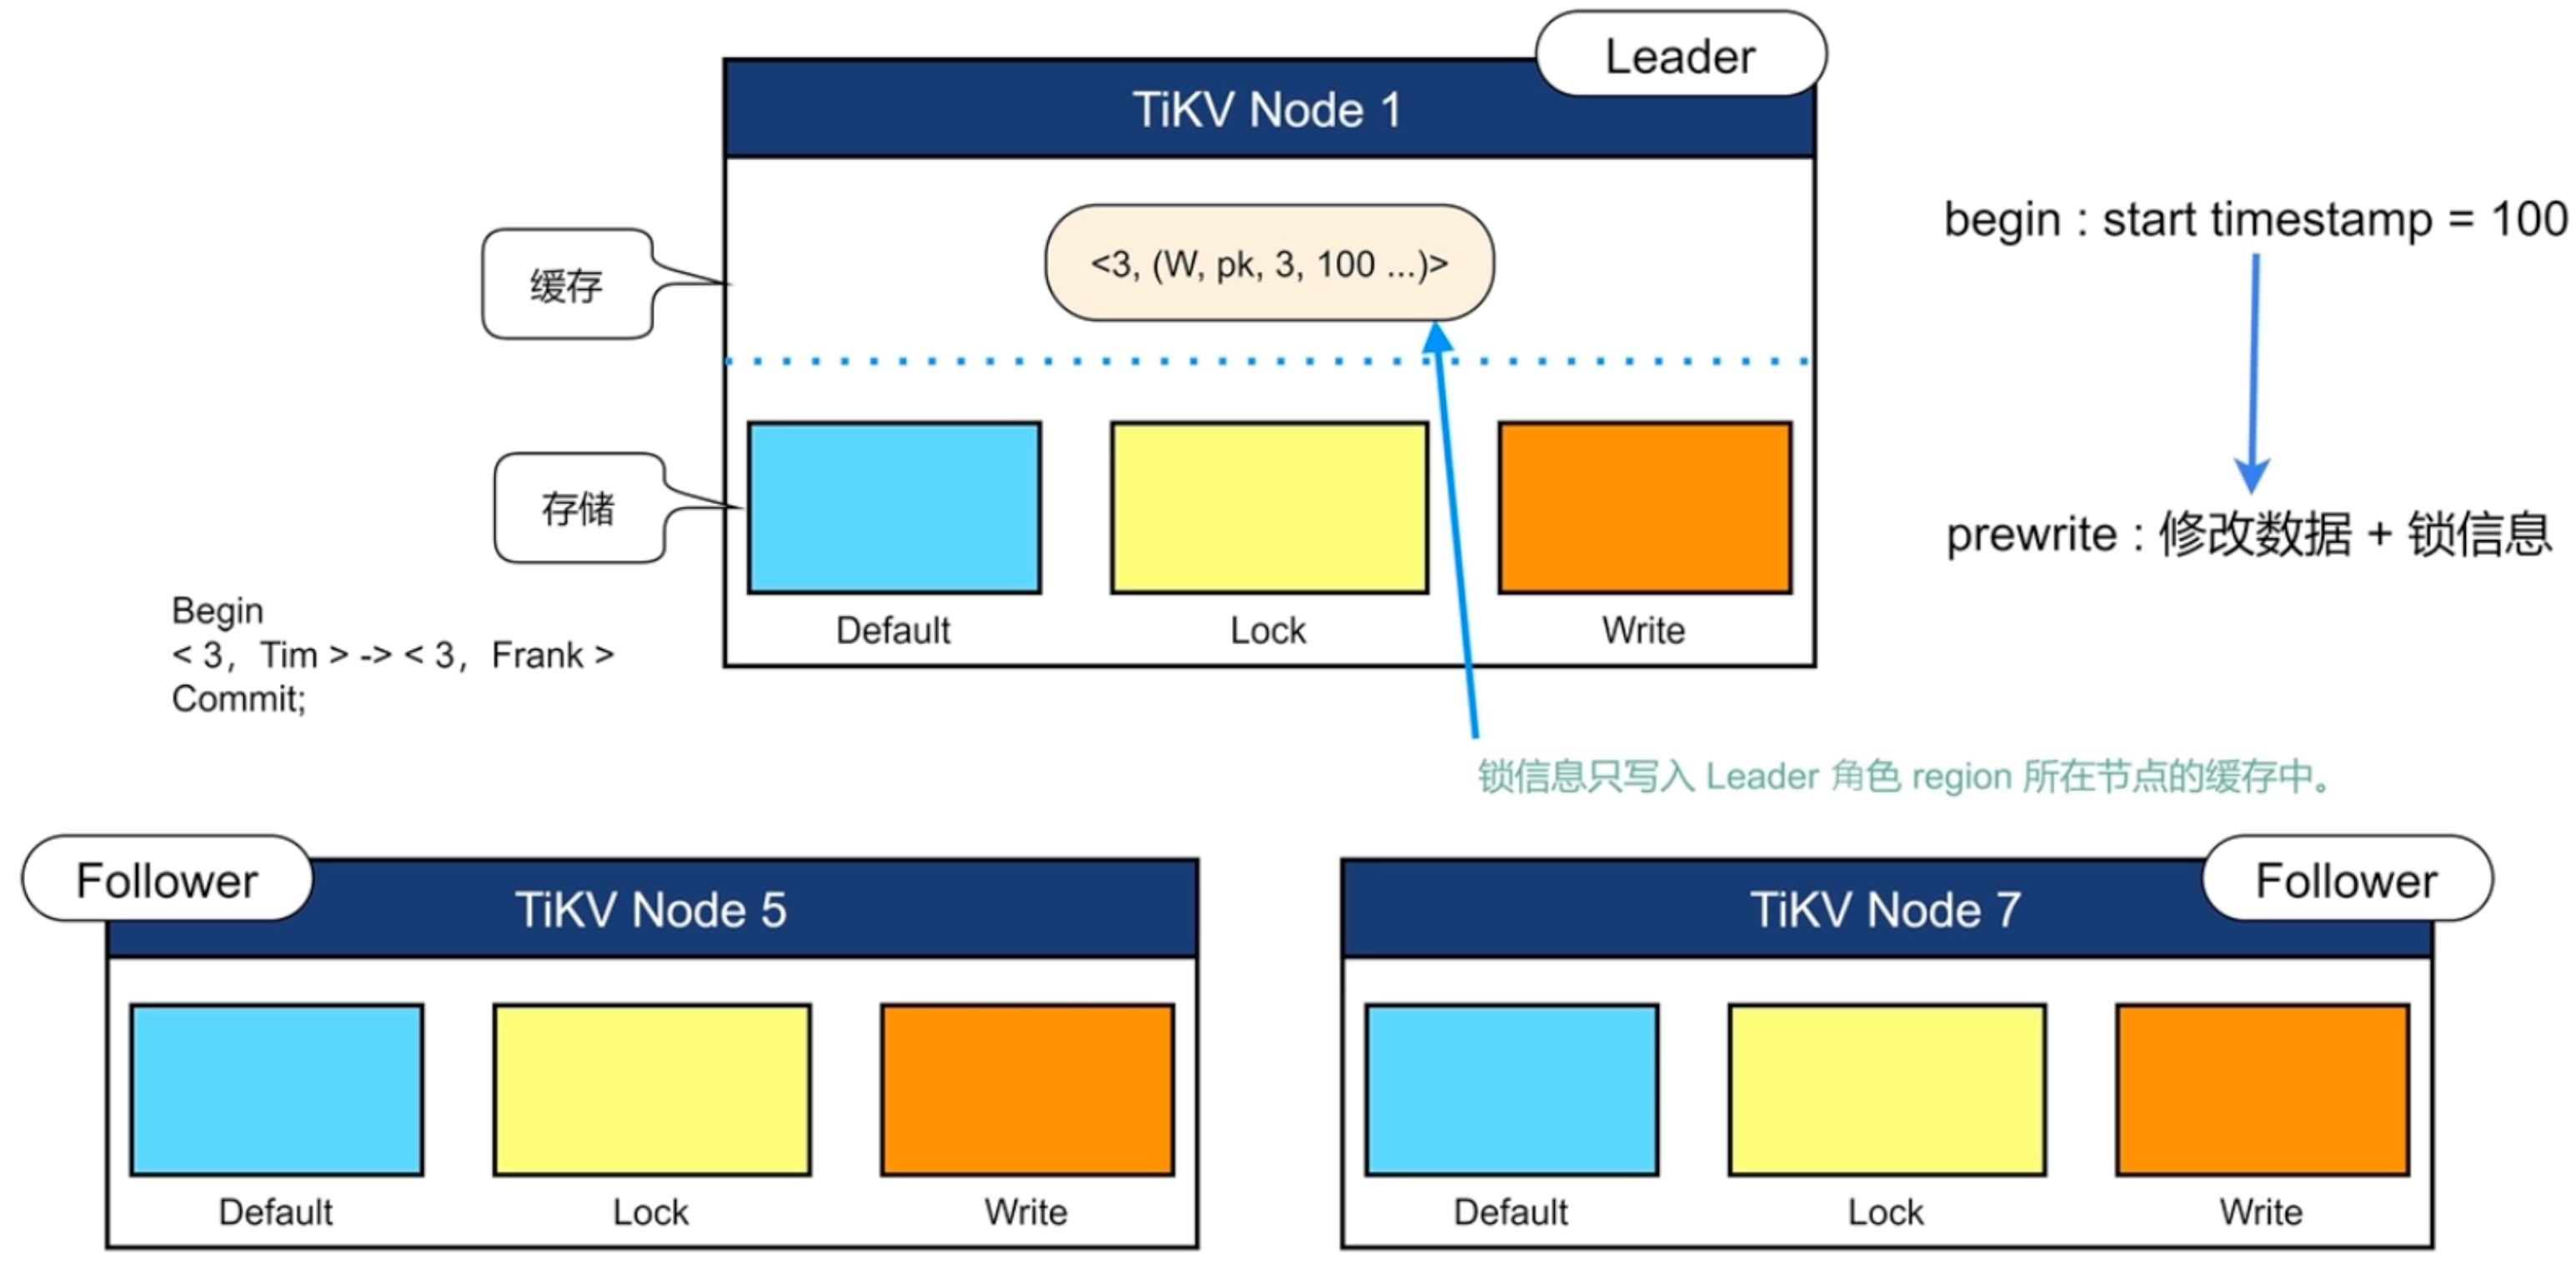 Leader
TiKV Node 1
缓存
<3, (W, pk, 3, 100 ...)>
begin : start timestamp = 100
存储
prewrite : 修改数据 + 锁信息
Default
Lock
Write
Begin
< 3，Tim > -> < 3，Frank >
Commit;
锁信息只写入 Leader 角色 region 所在节点的缓存中。
Follower
TiKV Node 5
Default
Lock
Write
Follower
TiKV Node 7
Default
Lock
Write